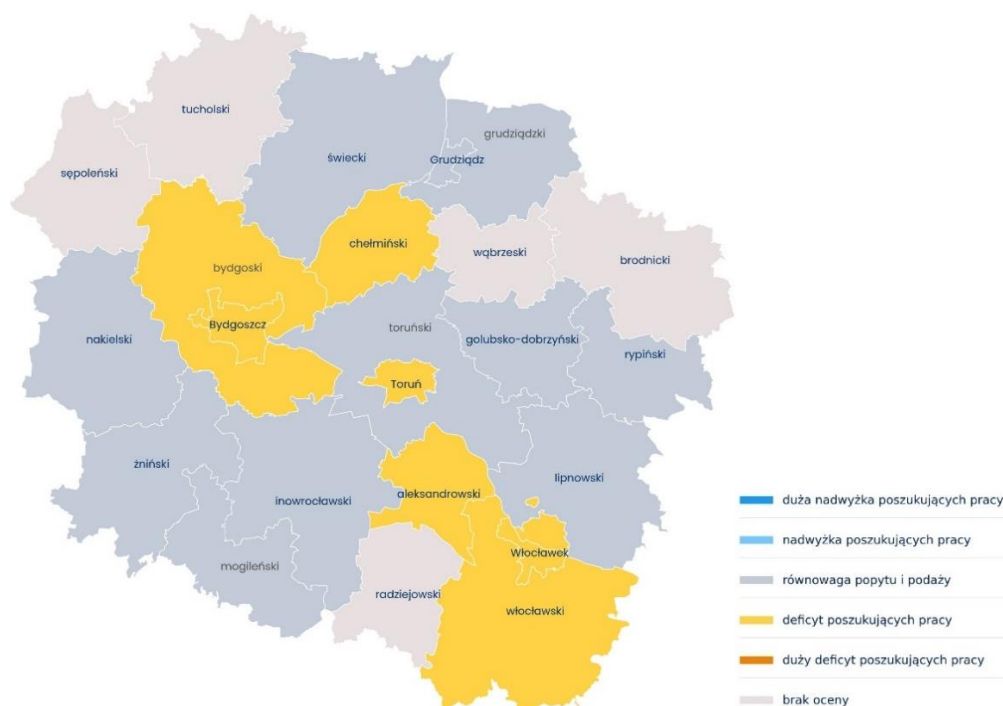 tucholski
grudziądzki
świecki
Grudziądz
sępoleński
chełmiński
wąbrzeski
brodnicki
bydgoski
Bydgoszcz
toruński
nakielski
golubsko-dobrzyński
rypiński
Toruń
żniński
inowrocławski
aleksandrowski
lipnowski
Włocławek
mogileński
radziejowski
włocławski
duża nadwyżka poszukujących pracy
nadwyżka poszukujących pracy
równowaga popytu i podaży
deficyt poszukujących pracy
duży deficyt poszukujących pracy
brak oceny